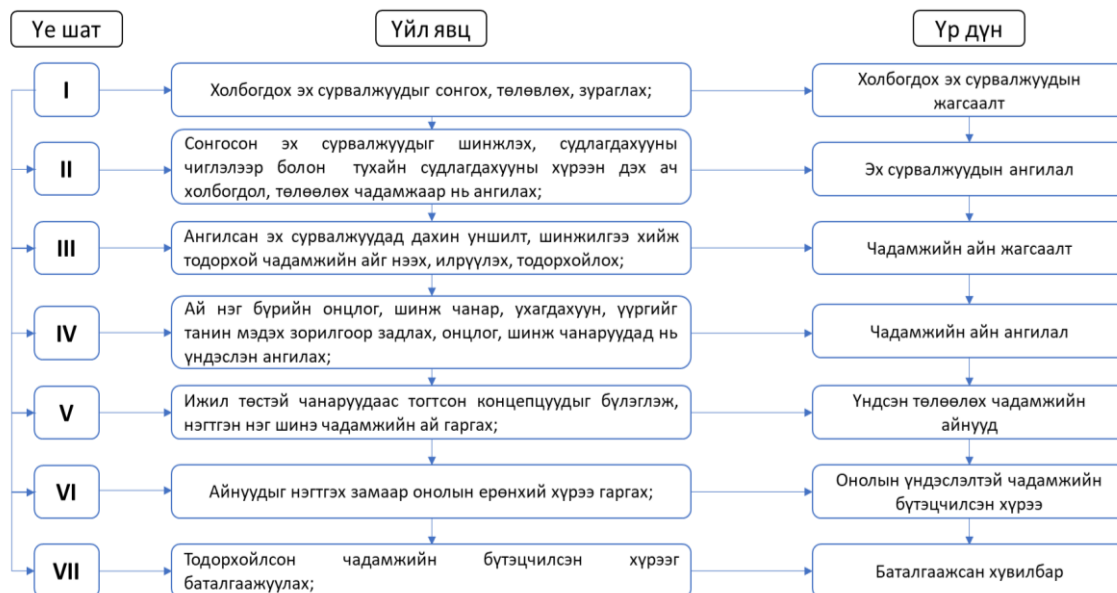 Үе шат
Үйл явц
Үр дүн
I
Холбогдох эх сурвалжуудыг сонгох, төлөвлөх, зураглах;
Холбогдох эх сурвалжуудын
жагсаалт
II
Сонгосон эх сурвалжуудыг шинжлэх, судлагдахууны
чиглэлээр болон тухайн судлагдахууны хүрээн дэх ач
холбогдол, төлөөлөх чадамжаар нь ангилах;
Эх сурвалжуудын ангилал
III
Ангилсан эх сурвалжуудад дахин уншилт, шинжилгээ хийж
тодорхой чадамжийн айг нээх, илрүүлэх, тодорхойлох;
Чадамжийн айн жагсаалт
IV
Ай нэг бүрийн онцлог, шинж чанар, ухагдахуун, үүргийг
танин мэдэх зорилгоор задлах, онцлог, шинж чанаруудад нь
үндэслэн ангилах;
Чадамжийн айн ангилал
V
Ижил төстэй чанаруудаас тогтсон концепцуудыг бүлэглэж,
нэгтгэн нэг шинэ чадамжийн ай гаргах;
Үндсэн төлөөлөх чадамжийн
айнууд
VI
Айнуудыг нэгтгэх замаар онолын ерөнхий хүрээ гаргах;
Онолын үндэслэлтэй чадамжийн
бүтэцчилсэн хүрээ
VII
Тодорхойлсон чадамжийн бүтэцчилсэн хүрээг
баталгаажуулах;
Баталгаажсан хувилбар